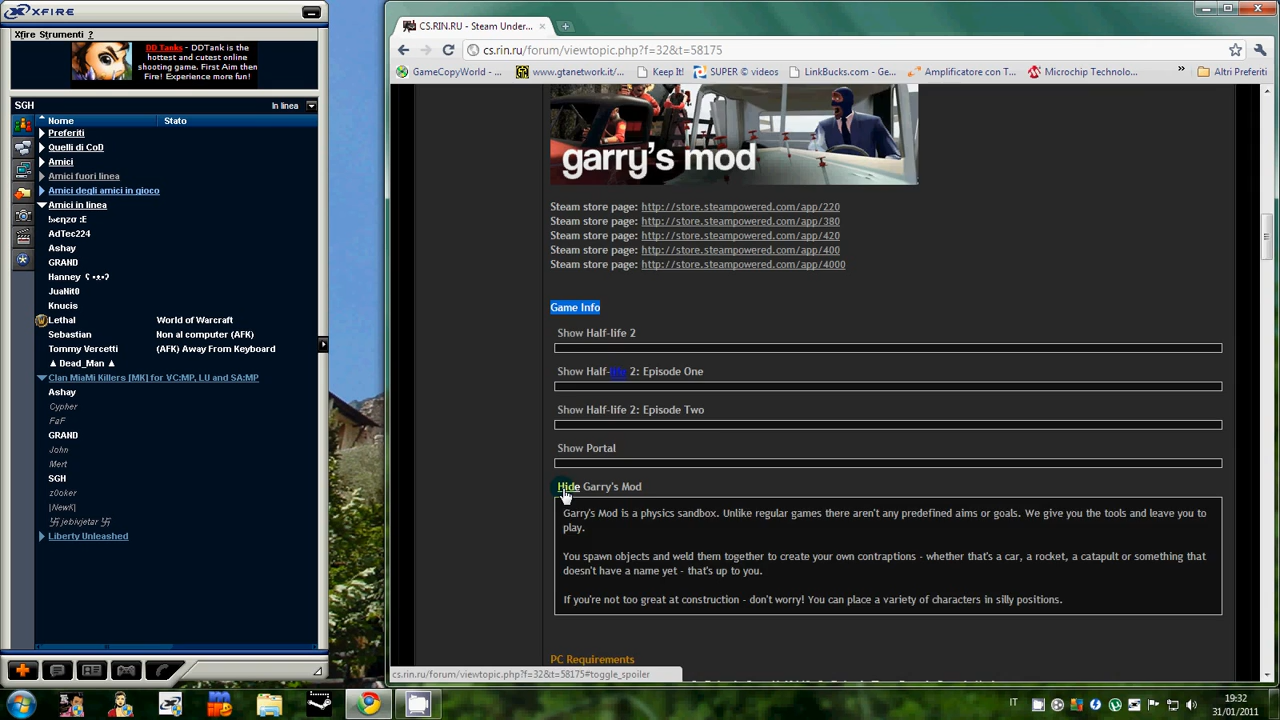 XFIRE
Xfire Strumenti ?
DD Tanks - DDTank is the
hottest and cutest online
shooting game. First Aim then
Fire! Experience more fun!
SGH In linea
Nome Stato
Preferiti
Quelli di CoD
Amici
Amici fuori linea
Amici degli amici in gioco
Amici in linea
AdTec224
Ashay
GRAND
Hanney
JuaNit0
Knucis
Lethal World of Warcraft
Sebastian Non al computer (AFK)
Tommy Vercetti (AFK) Away From Keyboard
▲ Dead_Man ▲
Clan MiaMi Killers [MK] for VC:MP, LU and SA:MP
Ashay
Cypher
FaF
GRAND
John
Mert
SGH
z0oker
|NewK|
卐 jebivjetar 卐
Liberty Unleashed
CS.RIN.RU - Steam Under...
cs.rin.ru/forum/viewtopic.php?f=32&t=58175
GameCopyWorld - ... www.gtanetwork.it/... Keep It! SUPER © videos LinkBucks.com - Ge... Amplificatore con T... Microchip Technolo... » Altri Preferiti
garry's mod
Steam store page: http://store.steampowered.com/app/220
Steam store page: http://store.steampowered.com/app/380
Steam store page: http://store.steampowered.com/app/420
Steam store page: http://store.steampowered.com/app/400
Steam store page: http://store.steampowered.com/app/4000
Game Info
Show Half-life 2
Show Half-life 2: Episode One
Show Half-life 2: Episode Two
Show Portal
Hide Garry's Mod
Garry's Mod is a physics sandbox. Unlike regular games there aren't any predefined aims or goals. We give you the tools and leave you to
play.
You spawn objects and weld them together to create your own contraptions - whether that's a car, a rocket, a catapult or something that
doesn't have a name yet - that's up to you.
If you're not too great at construction - don't worry! You can place a variety of characters in silly positions.
PC Requirements
cs.rin.ru/forum/viewtopic.php?f=32&t=58175#toggle_spoiler
IT
19:32
31/01/2011